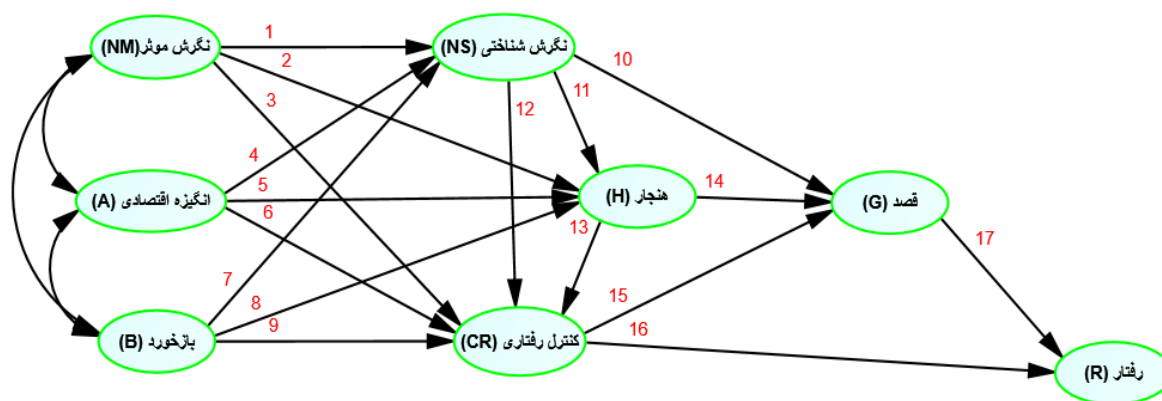 نگرش موثر(NM)
1
2
3
نگرش شناختی (NS)
10
11
12
انگیزه اقتصادی (A)
4
5
6
هنجار (H)
14
13
قصد (G)
17
بازخورد (B)
7
8
9
کنترل رفتاری (CR)
15
16
رفتار (R)